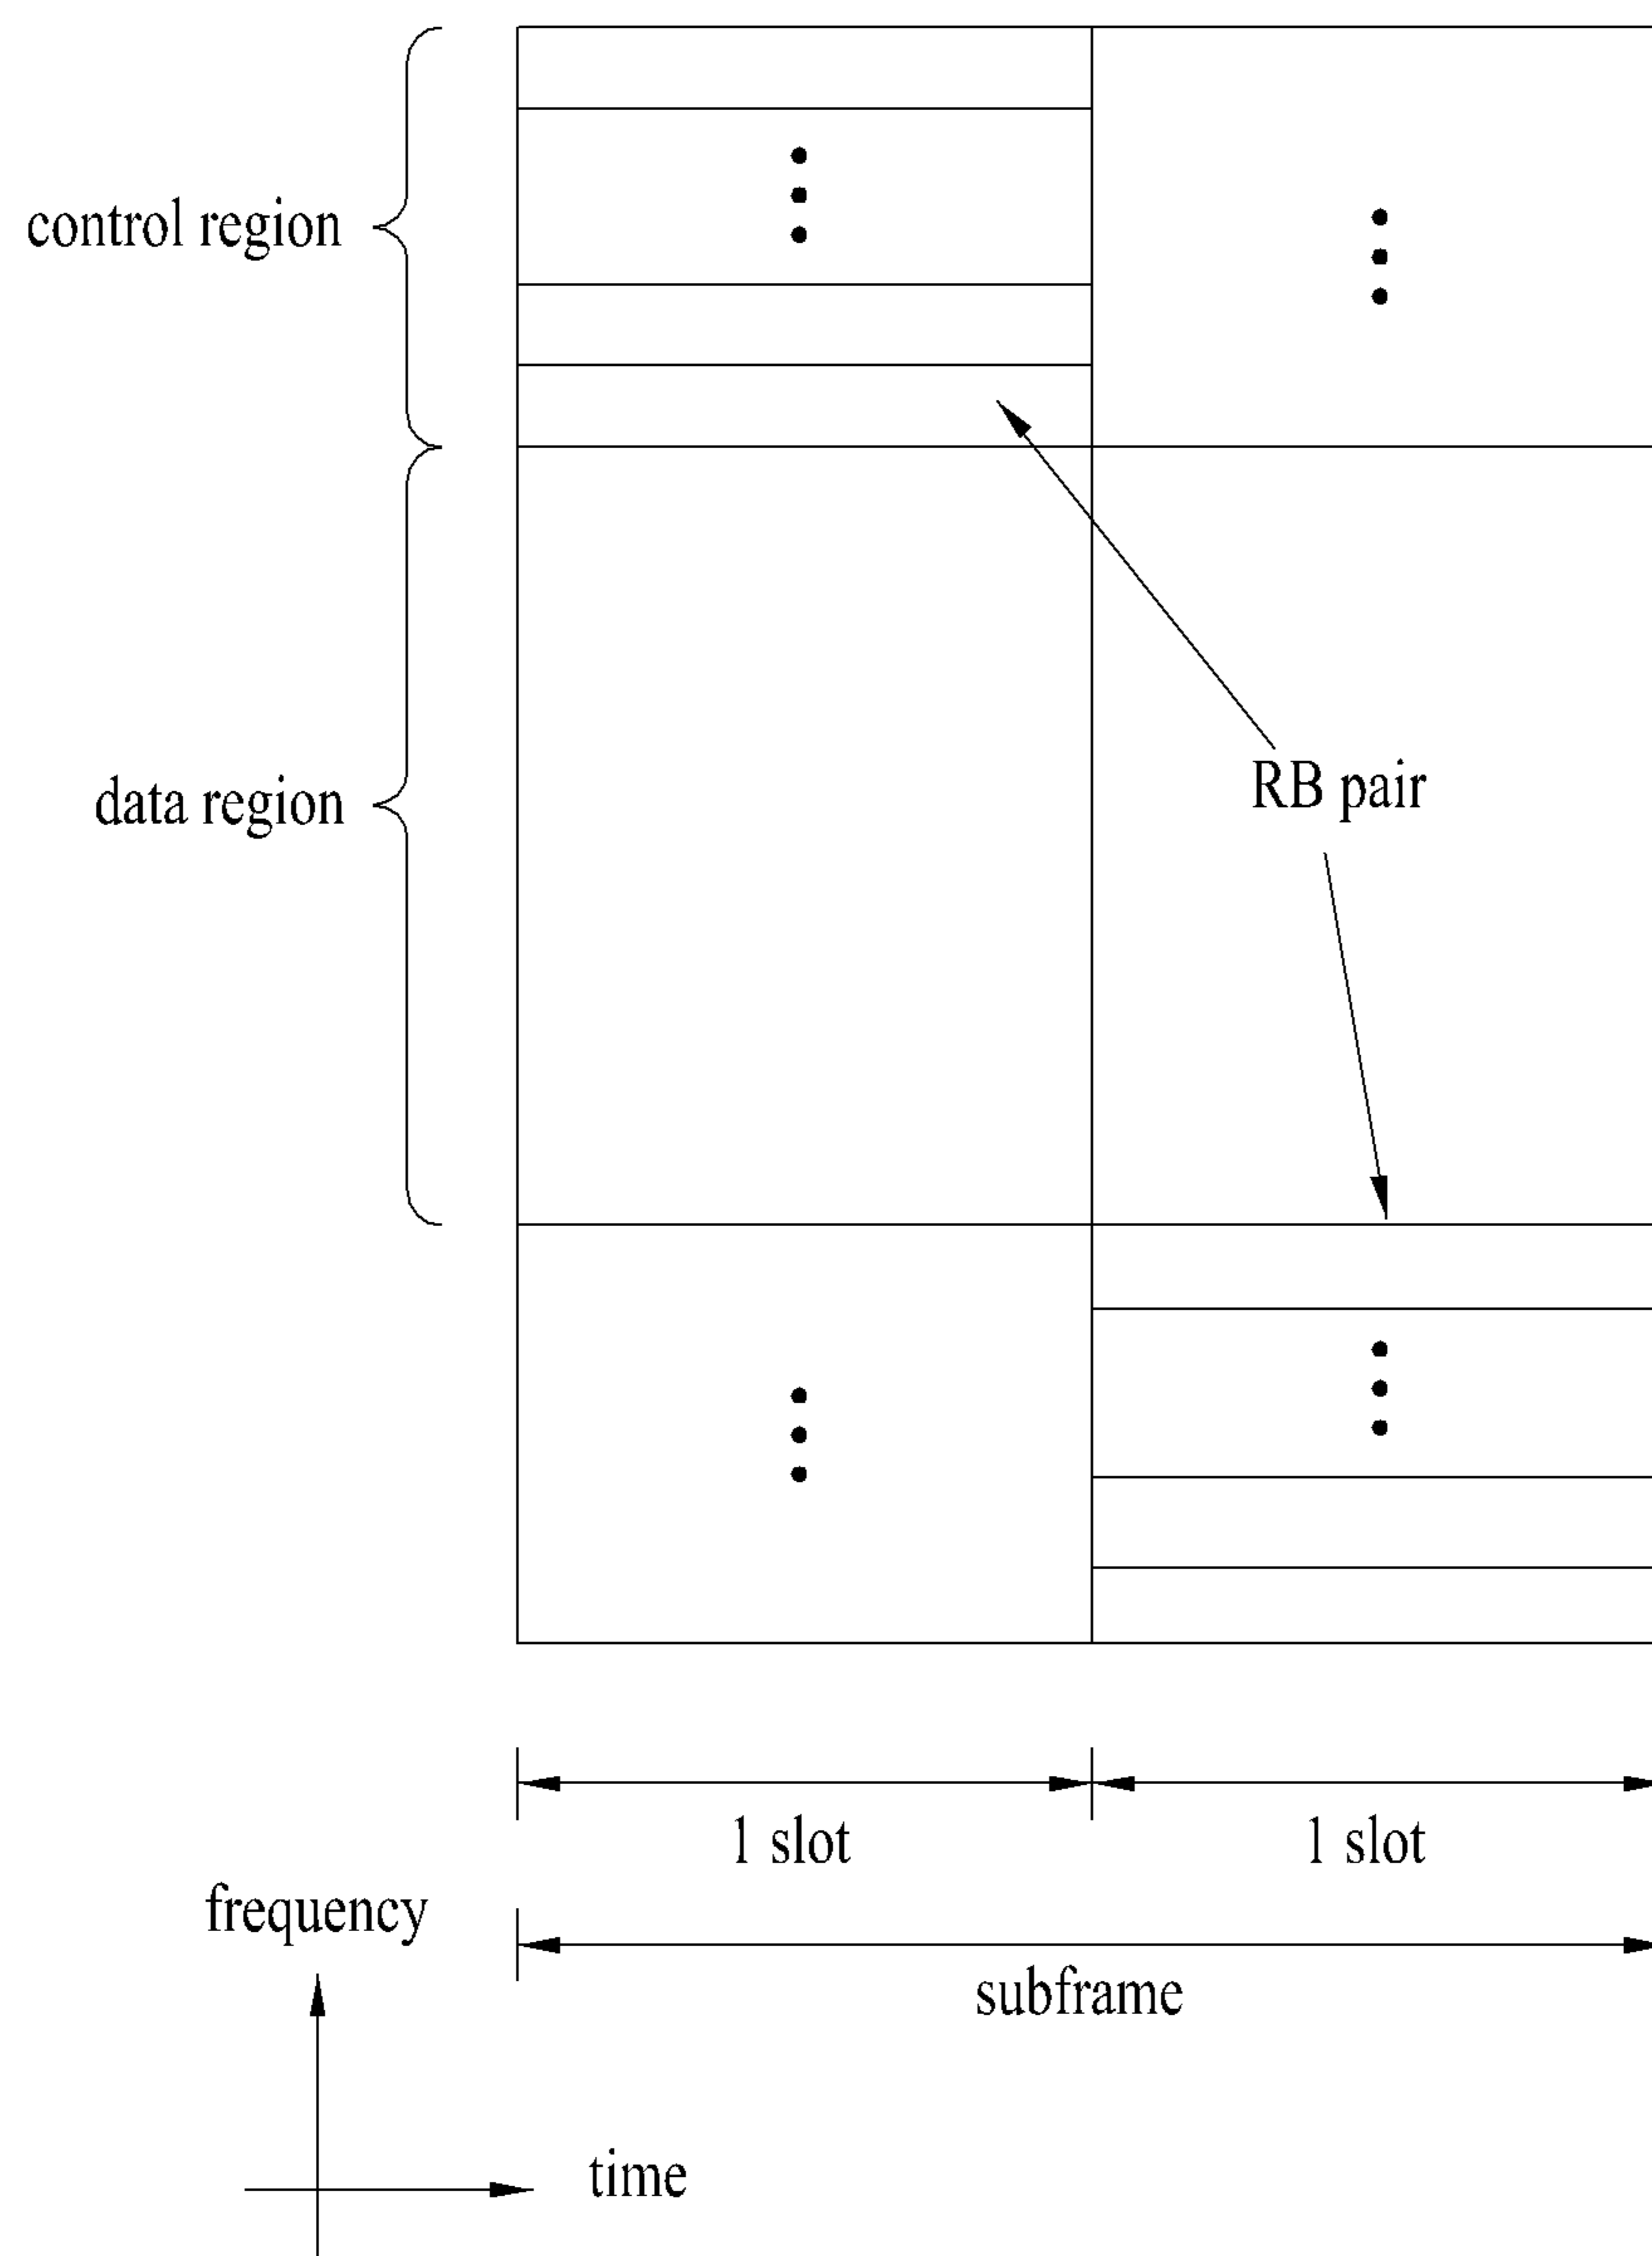 control region
data region
RB pair
1 slot
1 slot
frequency
subframe
time